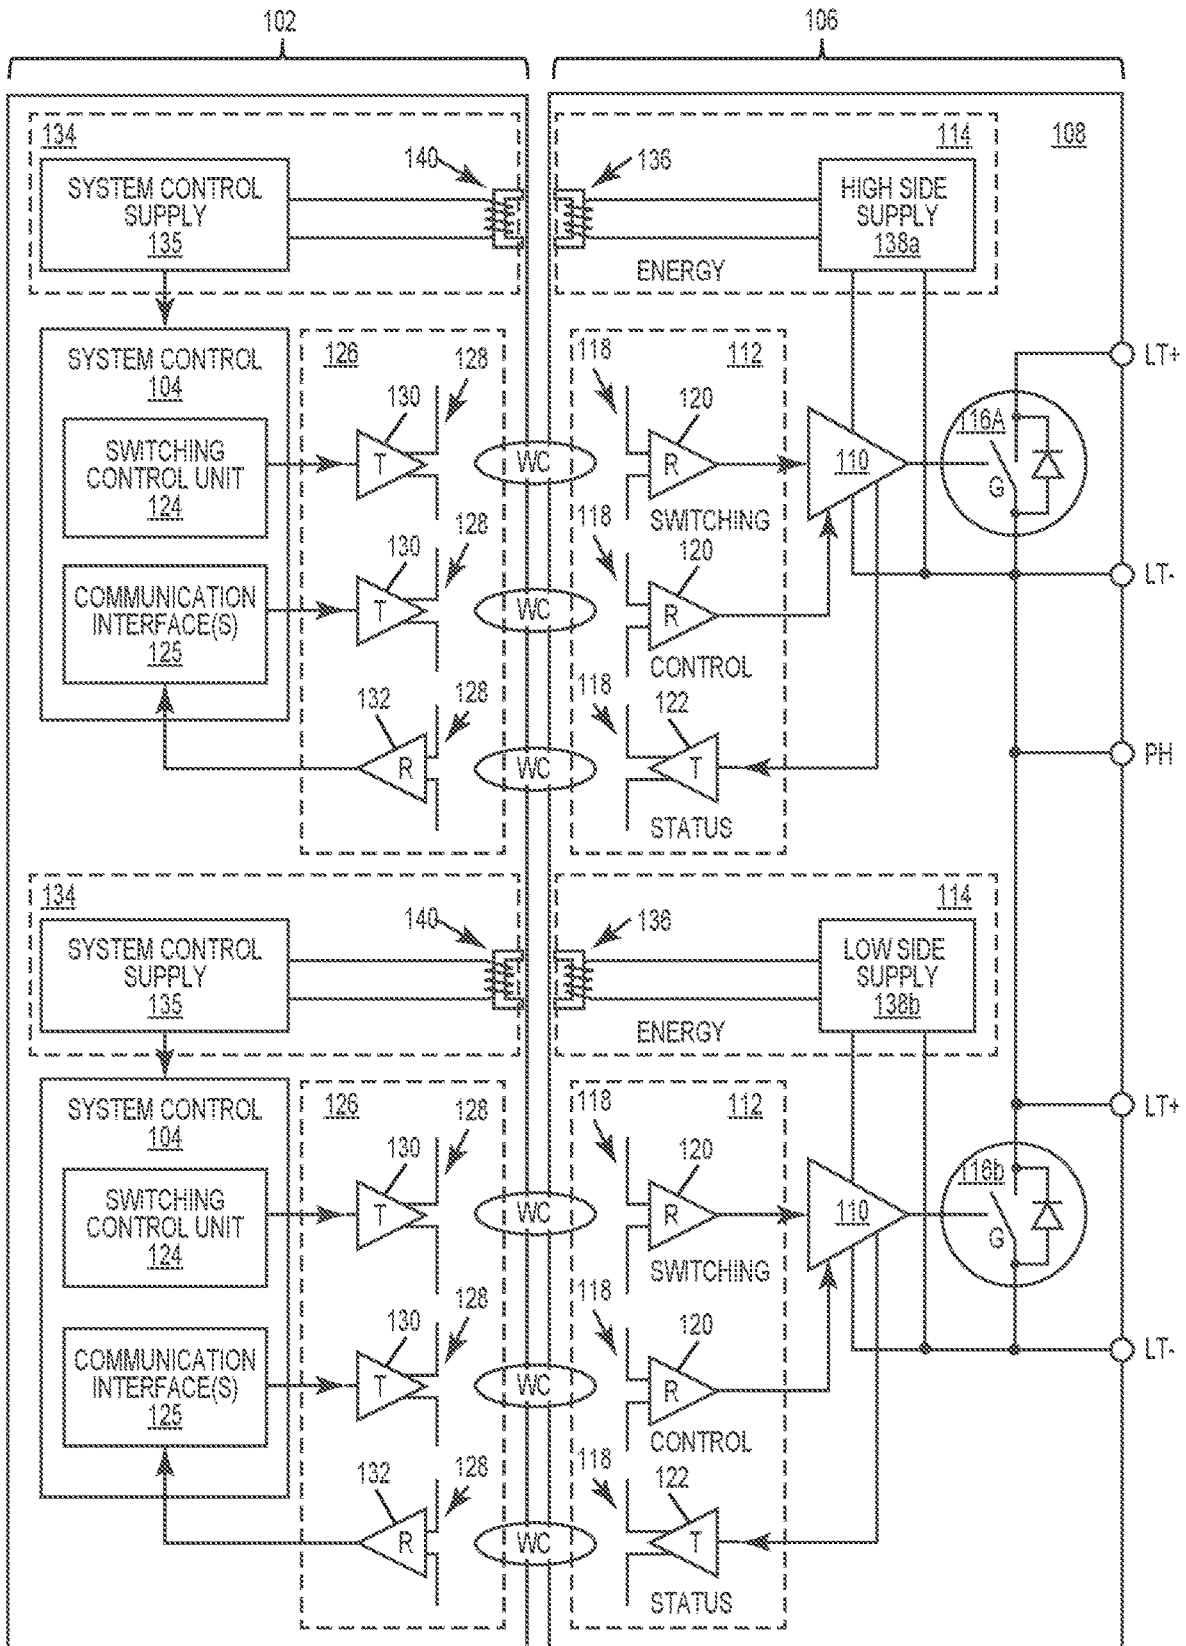 102
106
134
140
136
114
108
SYSTEM CONTROL
SUPPLY
135
HIGH SIDE
SUPPLY
138a
ENERGY
SYSTEM CONTROL
104
126
128
118
112
LT+
130
120
116A
SWITCHING
CONTROL UNIT
124
T
WC
R
110
G
SWITCHING
128
118
130
120
LT-
COMMUNICATION
INTERFACE(S)
125
T
WC
R
CONTROL
128
118
132
122
PH
R
WC
T
STATUS
134
140
136
114
SYSTEM CONTROL
SUPPLY
135
LOW SIDE
SUPPLY
138b
ENERGY
SYSTEM CONTROL
104
126
128
118
112
LT+
130
120
116b
SWITCHING
CONTROL UNIT
124
T
WC
R
110
G
SWITCHING
128
118
130
120
LT-
COMMUNICATION
INTERFACE(S)
125
T
WC
R
CONTROL
128
118
132
122
R
WC
T
STATUS